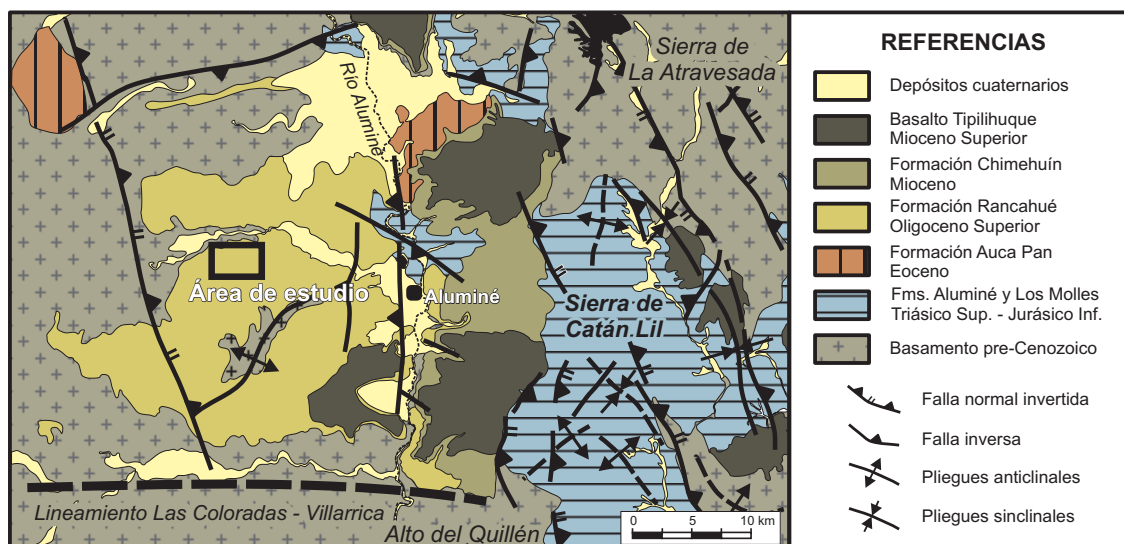 Sierra de
La Atravesada
Río Aluminé
Área de estudio
Aluminé
Sierra de
Catán Lil
Lineamiento Las Coloradas - Villarrica
Alto del Quillén
0 5 10 km
REFERENCIAS
Depósitos cuaternarios
Basalto Tipilihuque
Mioceno Superior
Formación Chimehuín
Mioceno
Formación Rancahué
Oligoceno Superior
Formación Auca Pan
Eoceno
Fms. Aluminé y Los Molles
Triásico Sup. - Jurásico Inf.
Basamento pre-Cenozoico
Falla normal invertida
Falla inversa
Pliegues anticlinales
Pliegues sinclinales